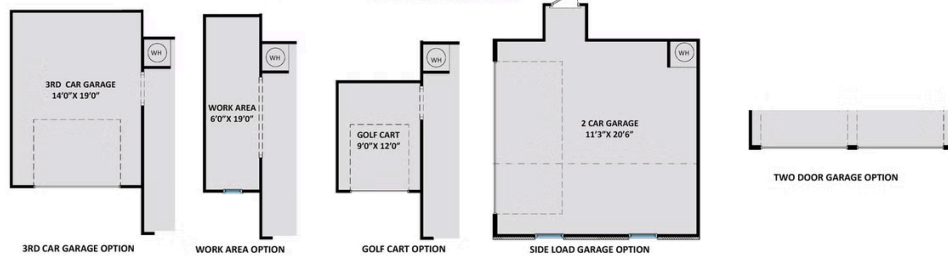 WH
3RD CAR GARAGE
14'0"X 19'0"
3RD CAR GARAGE OPTION
WH
WORK AREA
6'0"X 19'0"
WORK AREA OPTION
WH
GOLF CART
9'0"X 12'0"
GOLF CART OPTION
WH
2 CAR GARAGE
11'3"X 20'6"
SIDE LOAD GARAGE OPTION
TWO DOOR GARAGE OPTION